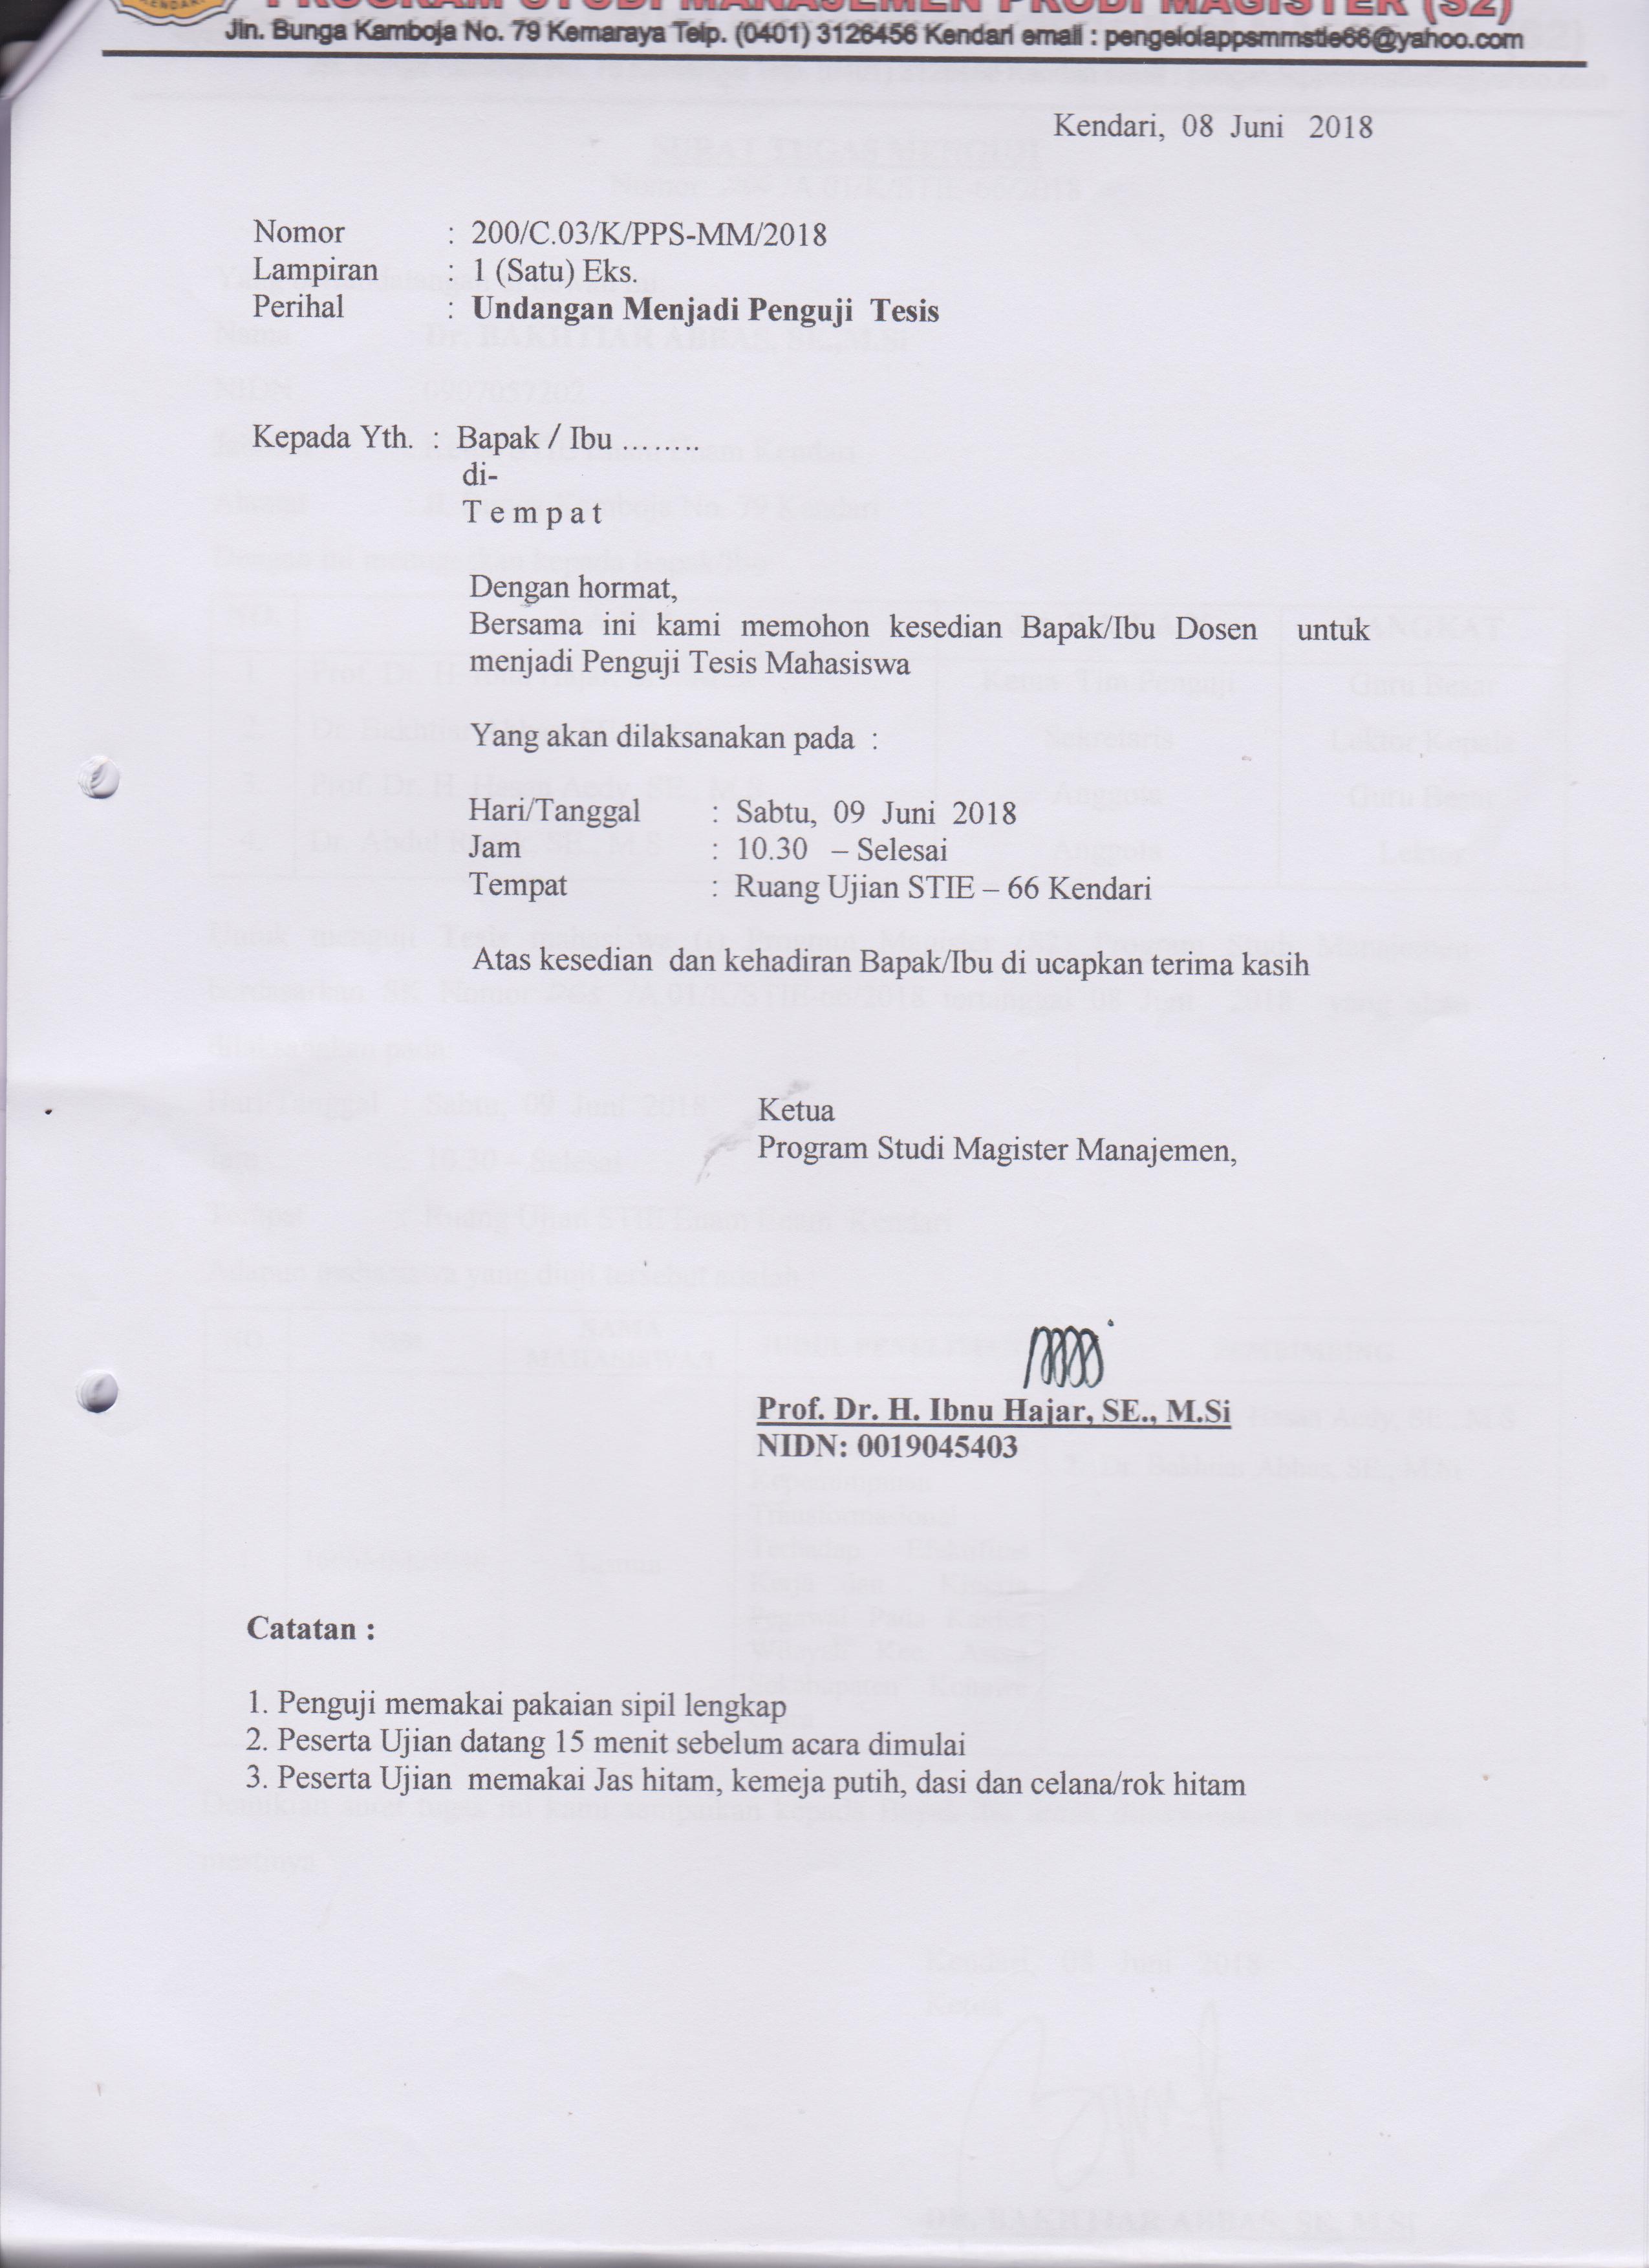 KENDARI
PROGRAM STUDI MANAJEMEN PRODI MAGISTER (S2)
Jln. Bunga Kamboja No. 79 Kemaraya Telp. (0401) 3126456 Kendari email : pengelolappsmmstie66@yahoo.com
Kendari, 08 Juni 2018
Nomor : 200/C.03/K/PPS-MM/2018
Lampiran : 1 (Satu) Eks.
Perihal : Undangan Menjadi Penguji Tesis
Kepada Yth. : Bapak / Ibu ........
di-
T e m p a t
Dengan hormat,
Bersama ini kami memohon kesedian Bapak/Ibu Dosen untuk
menjadi Penguji Tesis Mahasiswa
Yang akan dilaksanakan pada :
Hari/Tanggal : Sabtu, 09 Juni 2018
Jam : 10.30 – Selesai
Tempat : Ruang Ujian STIE – 66 Kendari
Atas kesedian dan kehadiran Bapak/Ibu di ucapkan terima kasih
Ketua
Program Studi Magister Manajemen,
Prof. Dr. H. Ibnu Hajar, SE., M.Si
NIDN: 0019045403
Catatan :
1. Penguji memakai pakaian sipil lengkap
2. Peserta Ujian datang 15 menit sebelum acara dimulai
3. Peserta Ujian memakai Jas hitam, kemeja putih, dasi dan celana/rok hitam